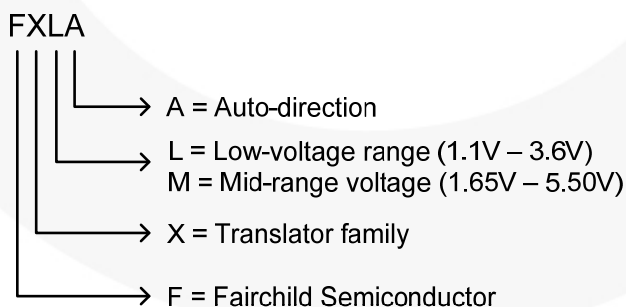 FXLA
A = Auto-direction
L = Low-voltage range (1.1V – 3.6V)
M = Mid-range voltage (1.65V – 5.50V)
X = Translator family
F = Fairchild Semiconductor